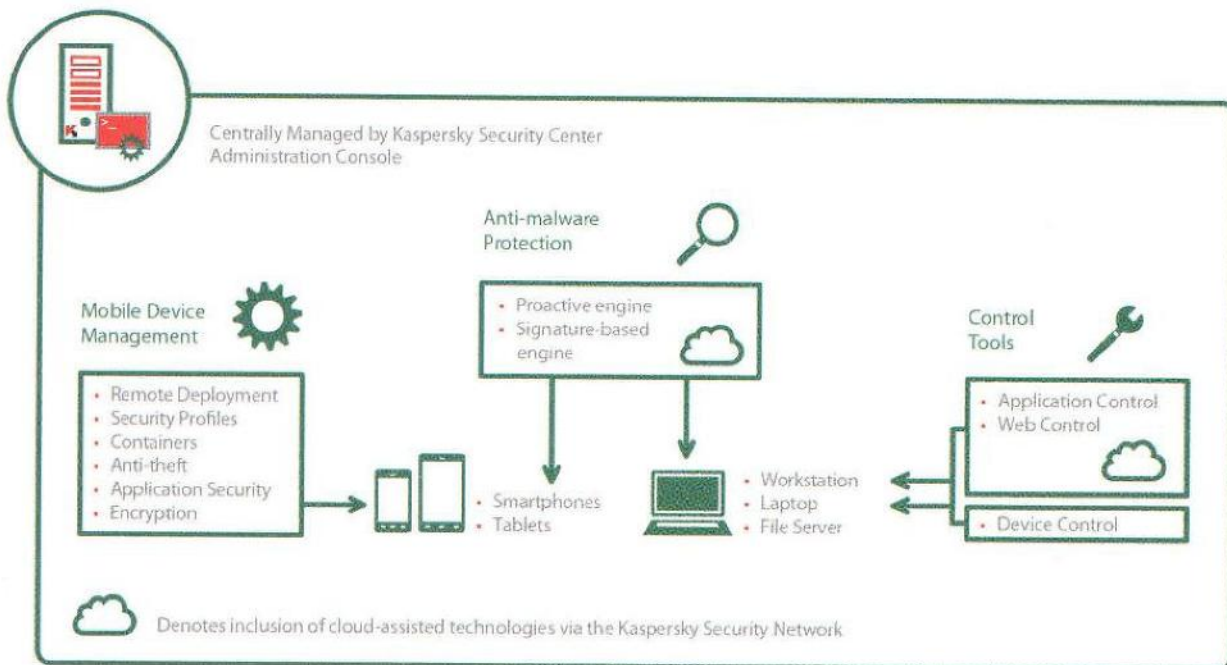 Centrally Managed by Kaspersky Security Center
Administration Console
Anti-malware
Protection
• Proactive engine
• Signature-based
engine
Mobile Device
Management
• Remote Deployment
• Security Profiles
• Containers
• Anti-theft
• Application Security
• Encryption
• Smartphones
• Tablets
• Workstation
• Laptop
• File Server
Control
Tools
• Application Control
• Web Control
• Device Control
Denotes inclusion of cloud-assisted technologies via the Kaspersky Security Network